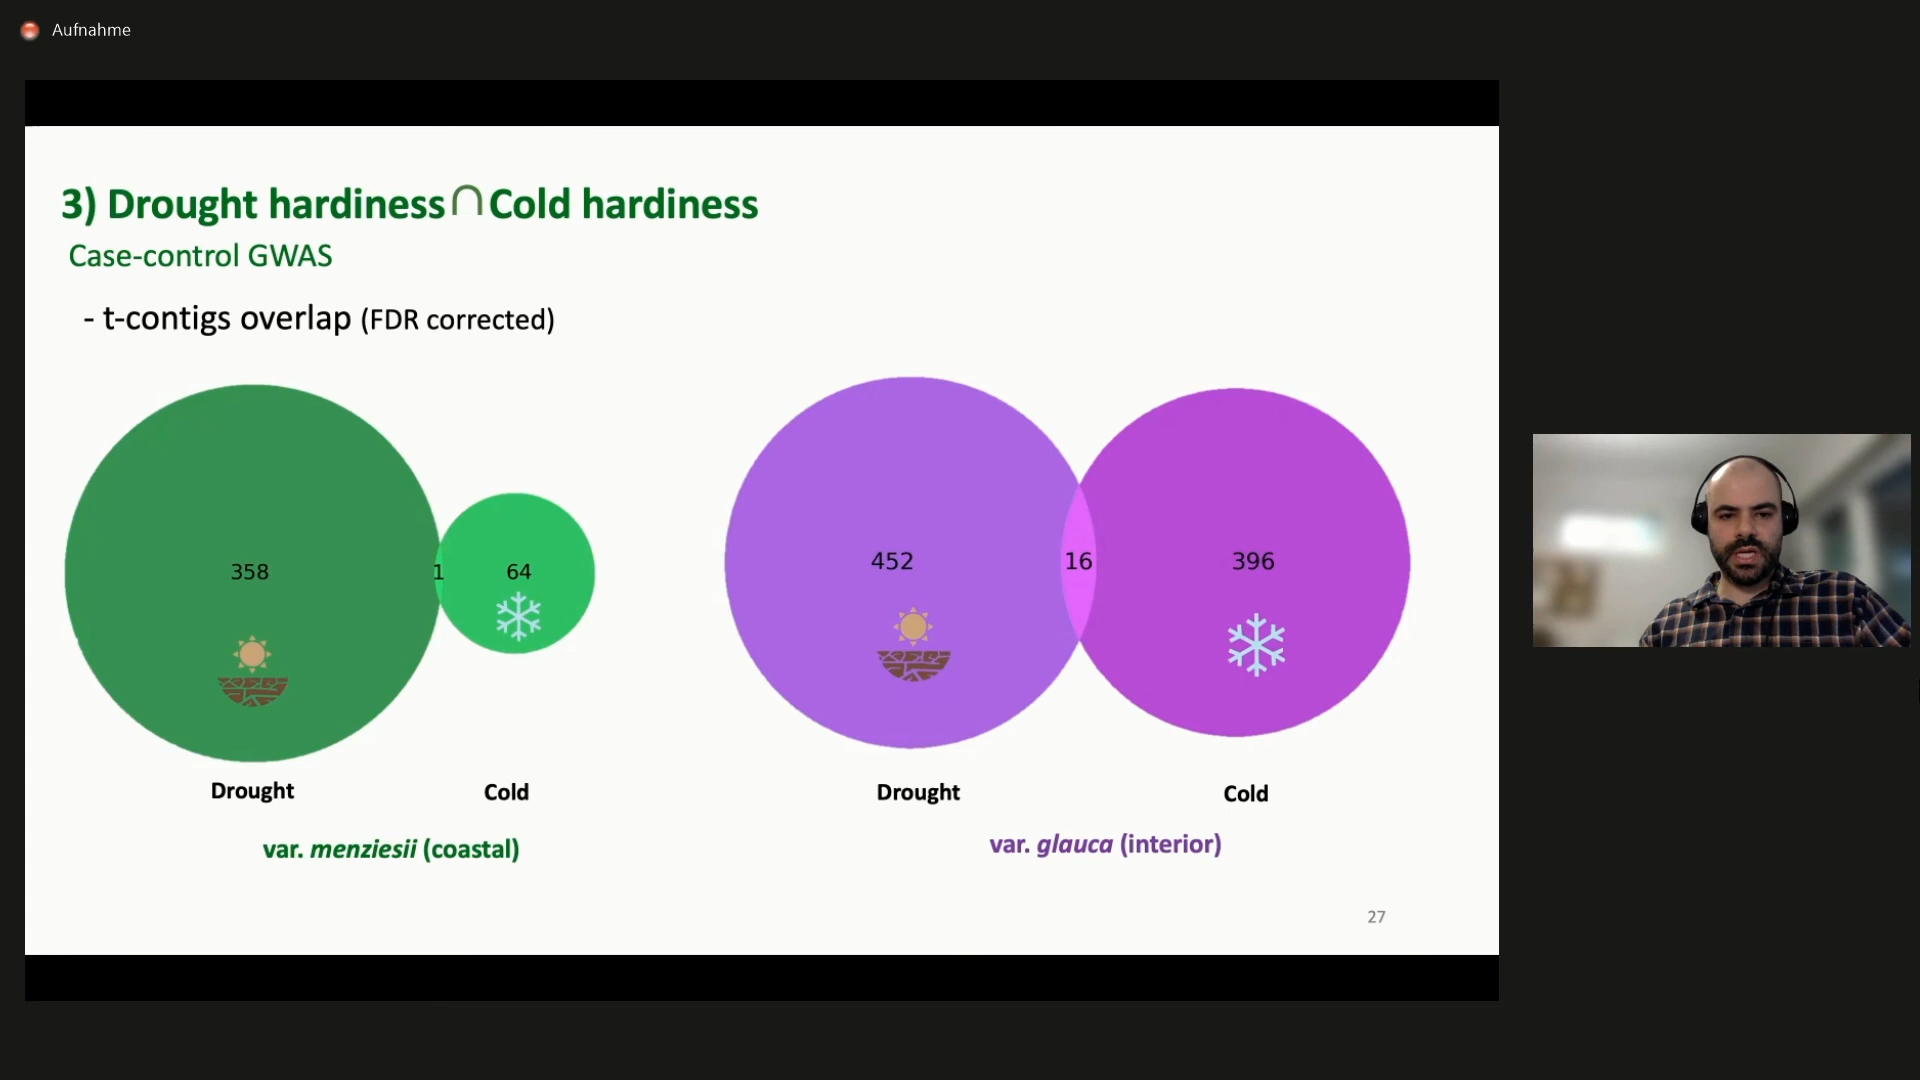 Aufnahme
3) Drought hardiness ∩ Cold hardiness
Case-control GWAS
- t-contigs overlap (FDR corrected)
358 1 64
452 16 396
Drought Cold
Drought Cold
var. menziesii (coastal)
var. glauca (interior)
27